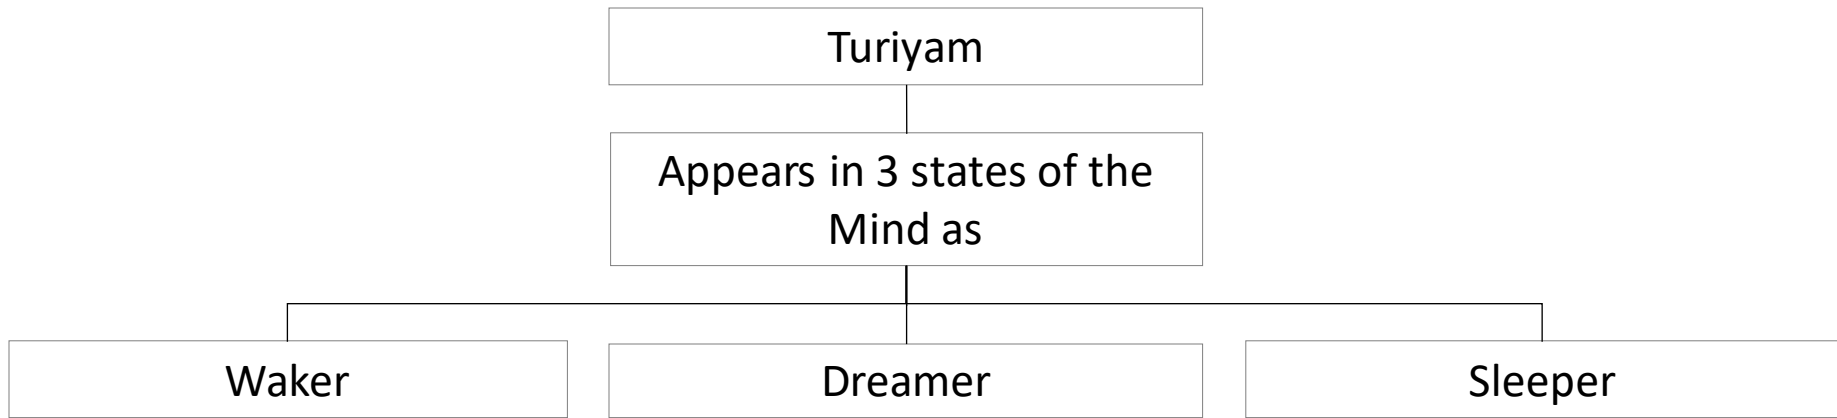 Turiyam
Appears in 3 states of the
Mind as
Waker
Dreamer
Sleeper